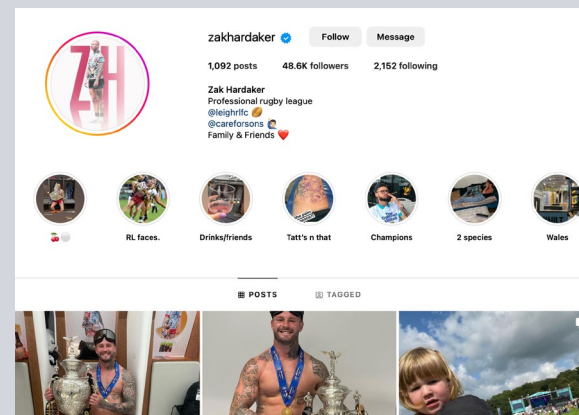 zakhardaker
Follow
Message
1,092 posts
48.6K followers
2,152 following
ZH
Zak Hardaker
Professional rugby league
@leighrlfc 🏉
@careforsons 🙋🏻‍♂️
Family & Friends ❤️
🍒⚪
RL faces.
Drinks/friends
Tatt's n that
Champions
2 species
Wales
POSTS
TAGGED